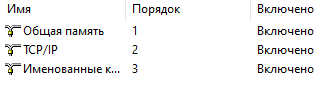 Имя Порядок Включено
Общая память 1 Включено
TCP/IP 2 Включено
Именованные к... 3 Включено